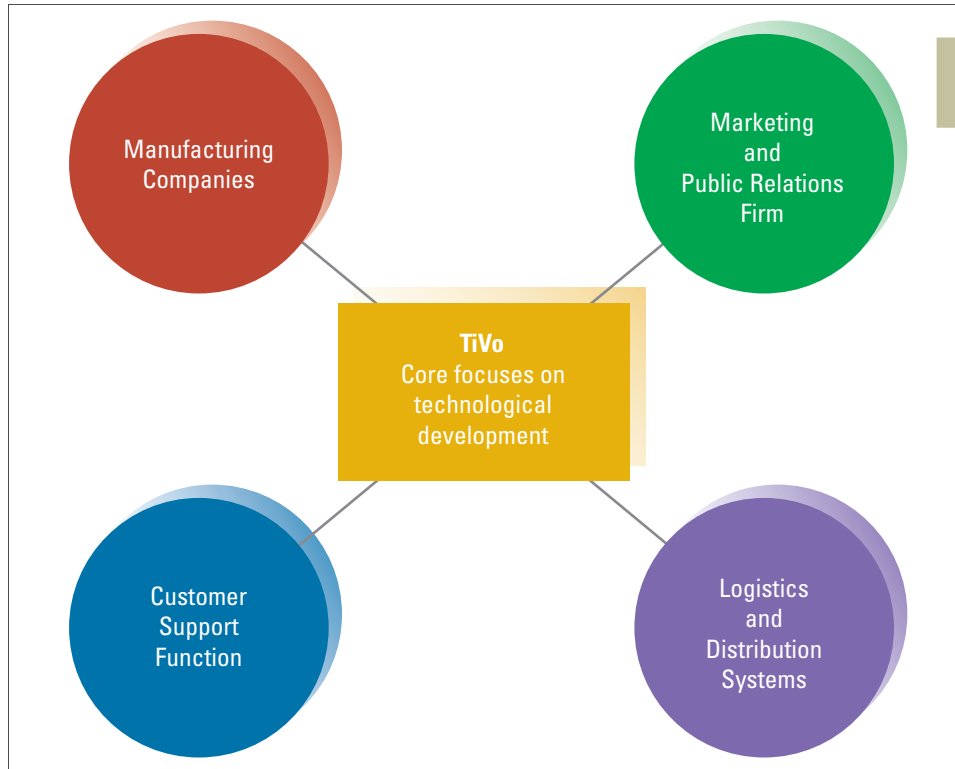 Manufacturing
Companies
Marketing
and
Public Relations
Firm
TiVo
Core focuses on
technological
development
Customer
Support
Function
Logistics
and
Distribution
Systems